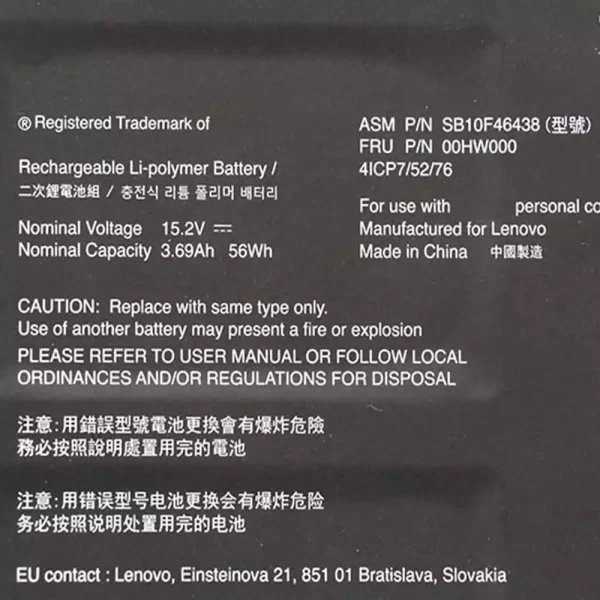 ® Registered Trademark of
Rechargeable Li-polymer Battery /
二次鋰電池組 / 충전식 리튬 폴리머 배터리
Nominal Voltage 15.2V ⎓
Nominal Capacity 3.69Ah 56Wh
ASM P/N SB10F46438 (型號)
FRU P/N 00HW000
4ICP7/52/76
For use with personal co
Manufactured for Lenovo
Made in China 中國製造
CAUTION: Replace with same type only.
Use of another battery may present a fire or explosion
PLEASE REFER TO USER MANUAL OR FOLLOW LOCAL
ORDINANCES AND/OR REGULATIONS FOR DISPOSAL
注意:用錯誤型號電池更換會有爆炸危險
務必按照說明處置用完的電池
注意:用错误型号电池更换会有爆炸危险
务必按照说明处置用完的电池
EU contact : Lenovo, Einsteinova 21, 851 01 Bratislava, Slovakia